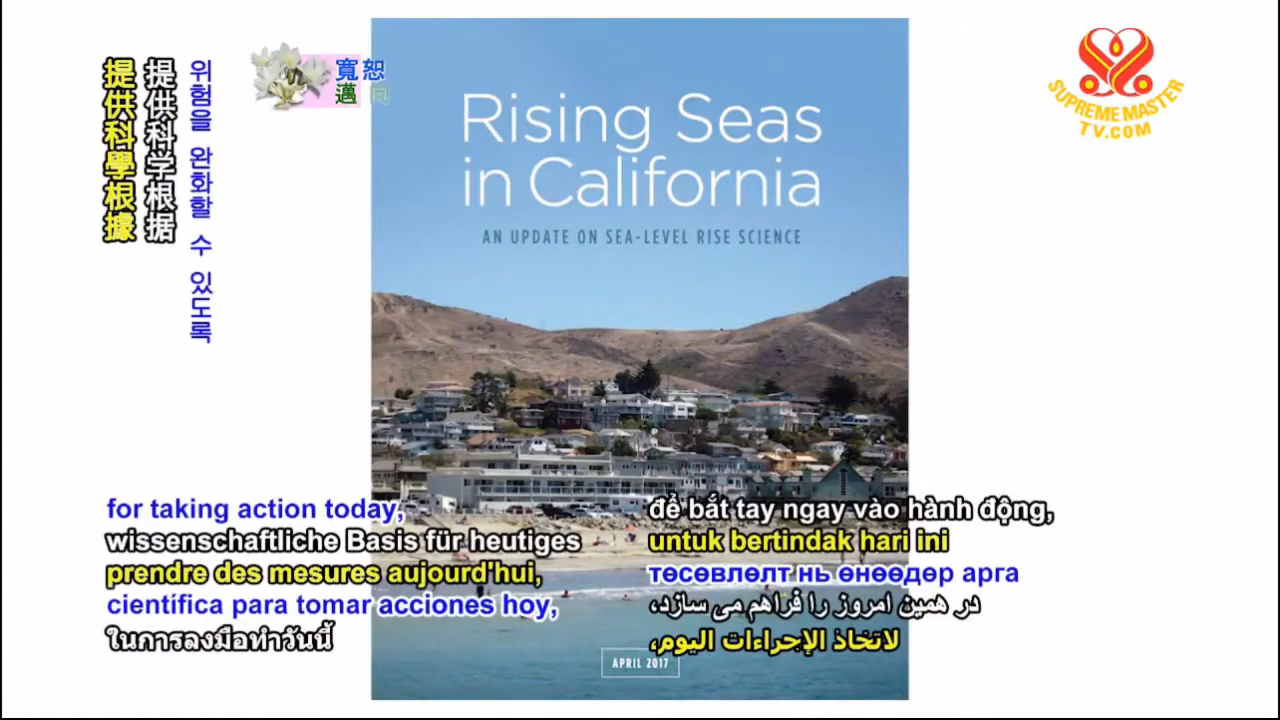 提供科學根據
提供科学根据
위험을 완화할 수 있도록
寬恕
邁向
SUPREME MASTER
TV.COM
Rising Seas
in California
AN UPDATE ON SEA-LEVEL RISE SCIENCE
for taking action today,
wissenschaftliche Basis für heutiges
prendre des mesures aujourd'hui,
científica para tomar acciones hoy,
ในการลงมือทำวันนี้
để bắt tay ngay vào hành động,
untuk bertindak hari ini
төсөвлөлт нь өнөөдөр арга
در همین امروز را فراهم می سازد،
لاتخاذ الإجراءات اليوم،
APRIL 2017